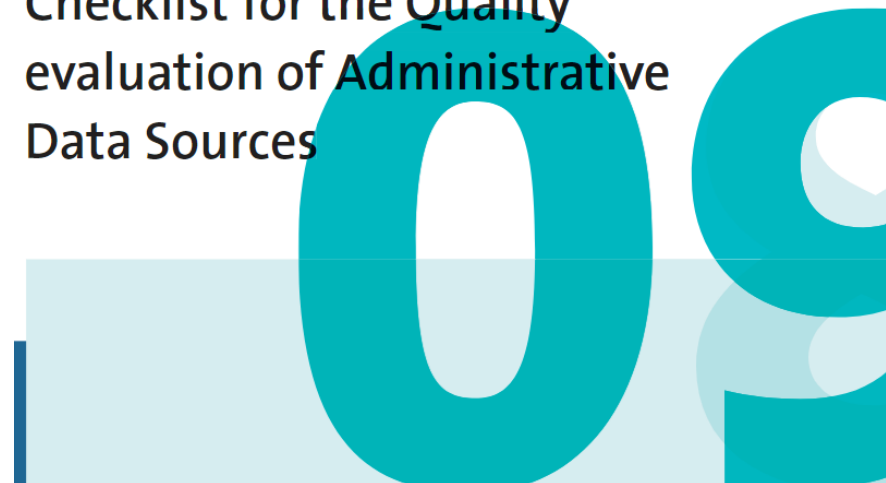 Checklist for the Quality
evaluation of Administrative
Data Sources
09